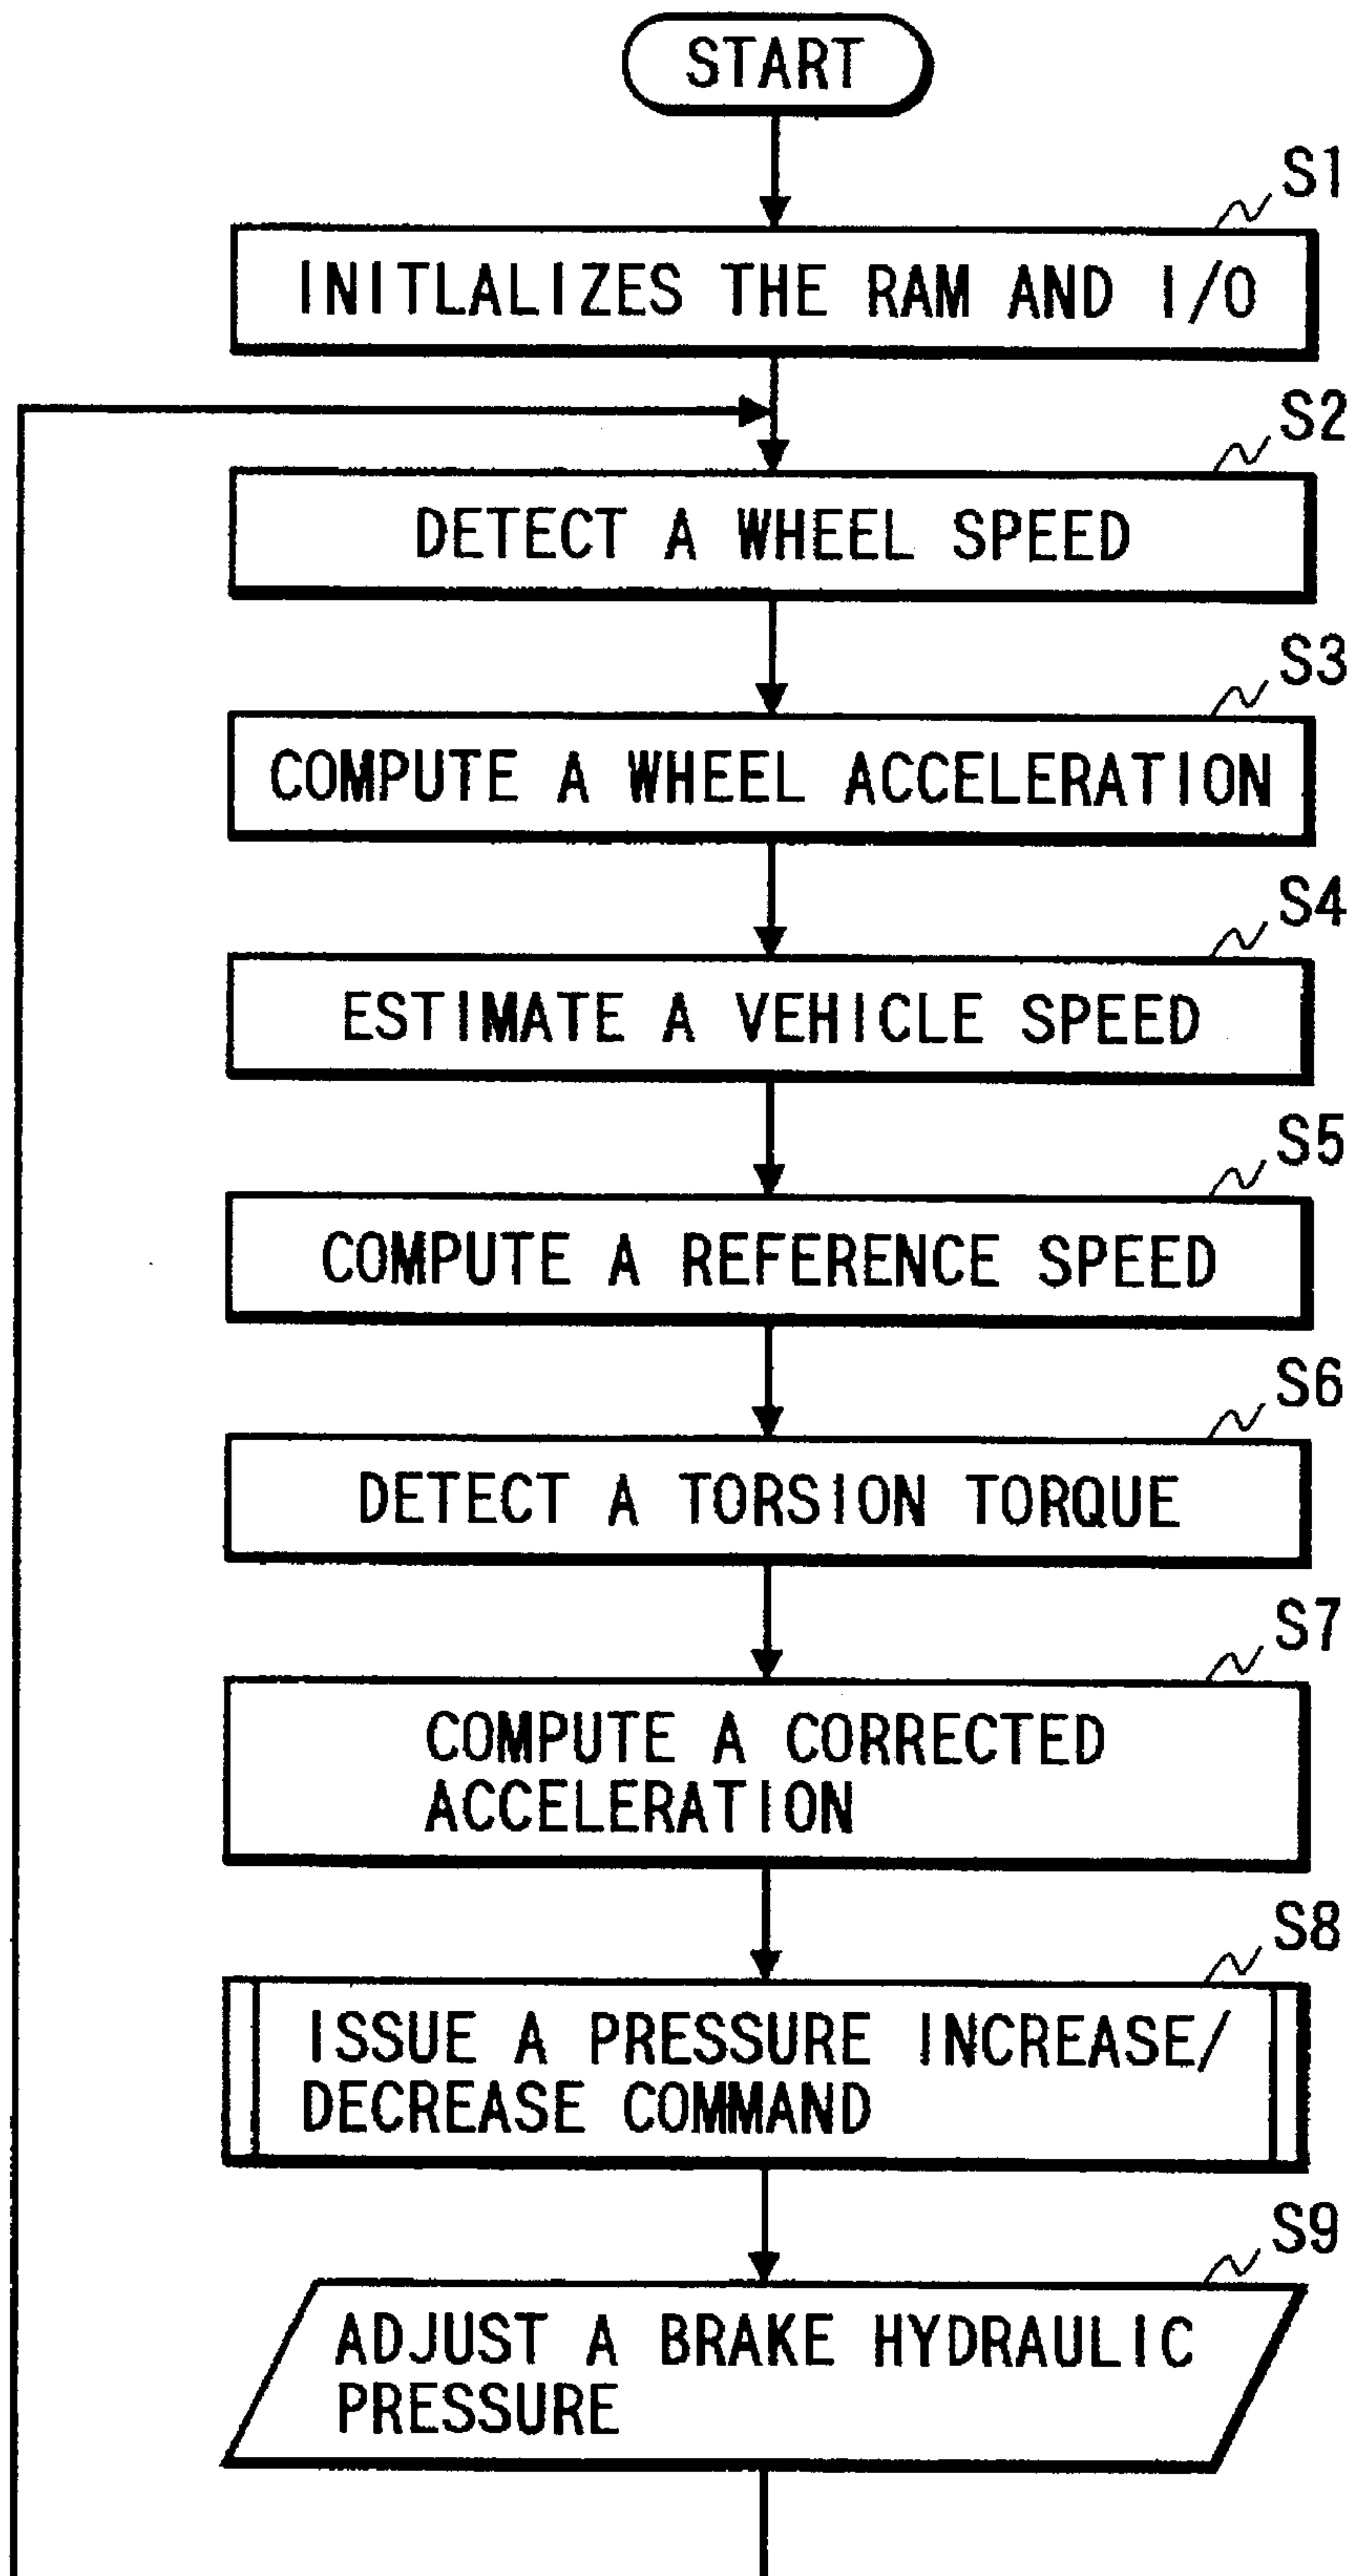 START
S1
INITLALIZES THE RAM AND I/O
S2
DETECT A WHEEL SPEED
S3
COMPUTE A WHEEL ACCELERATION
S4
ESTIMATE A VEHICLE SPEED
S5
COMPUTE A REFERENCE SPEED
S6
DETECT A TORSION TORQUE
S7
COMPUTE A CORRECTED
ACCELERATION
S8
ISSUE A PRESSURE INCREASE/
DECREASE COMMAND
S9
ADJUST A BRAKE HYDRAULIC
PRESSURE